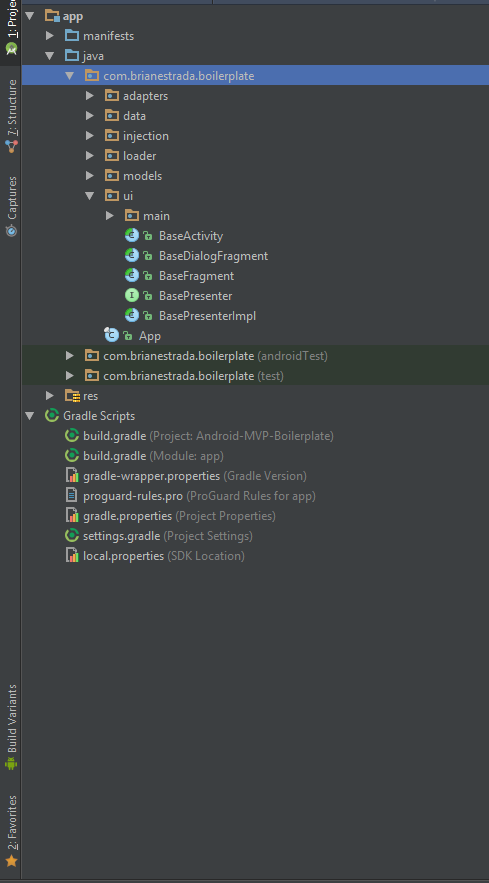 1: Projec
7: Structure
Captures
Build Variants
2: Favorites
app
manifests
java
com.brianestrada.boilerplate
adapters
data
injection
loader
models
ui
main
BaseActivity
BaseDialogFragment
BaseFragment
BasePresenter
BasePresenterImpl
App
com.brianestrada.boilerplate (androidTest)
com.brianestrada.boilerplate (test)
res
Gradle Scripts
build.gradle (Project: Android-MVP-Boilerplate)
build.gradle (Module: app)
gradle-wrapper.properties (Gradle Version)
proguard-rules.pro (ProGuard Rules for app)
gradle.properties (Project Properties)
settings.gradle (Project Settings)
local.properties (SDK Location)